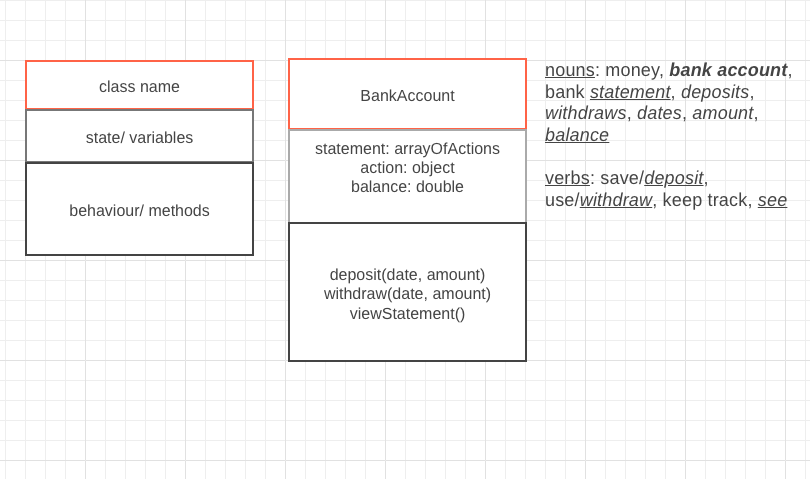 class name
state/ variables
behaviour/ methods
BankAccount
statement: arrayOfActions
action: object
balance: double
deposit(date, amount)
withdraw(date, amount)
viewStatement()
nouns: money, bank account,
bank statement, deposits,
withdraws, dates, amount,
balance
verbs: save/deposit,
use/withdraw, keep track, see